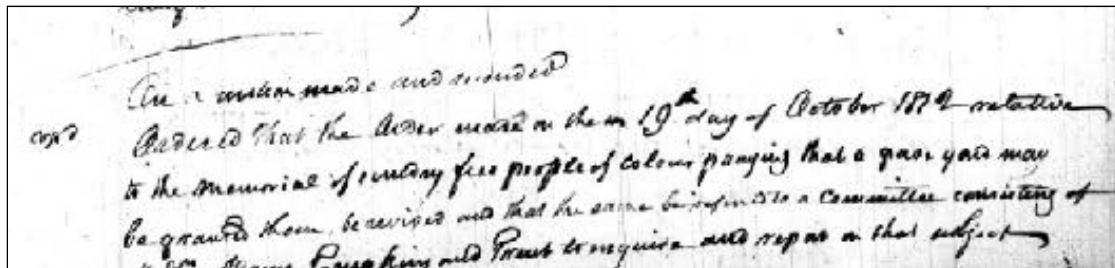 On a motion made and seconded
cop'd Ordered that the Order made on the 19th day of October 1812 relative
to the memorial of sundry free people of colour praying that a grave yard may
be granted them, be revised and that the same be referred to a Committee consisting of
and Prout to enquire and report on that subject